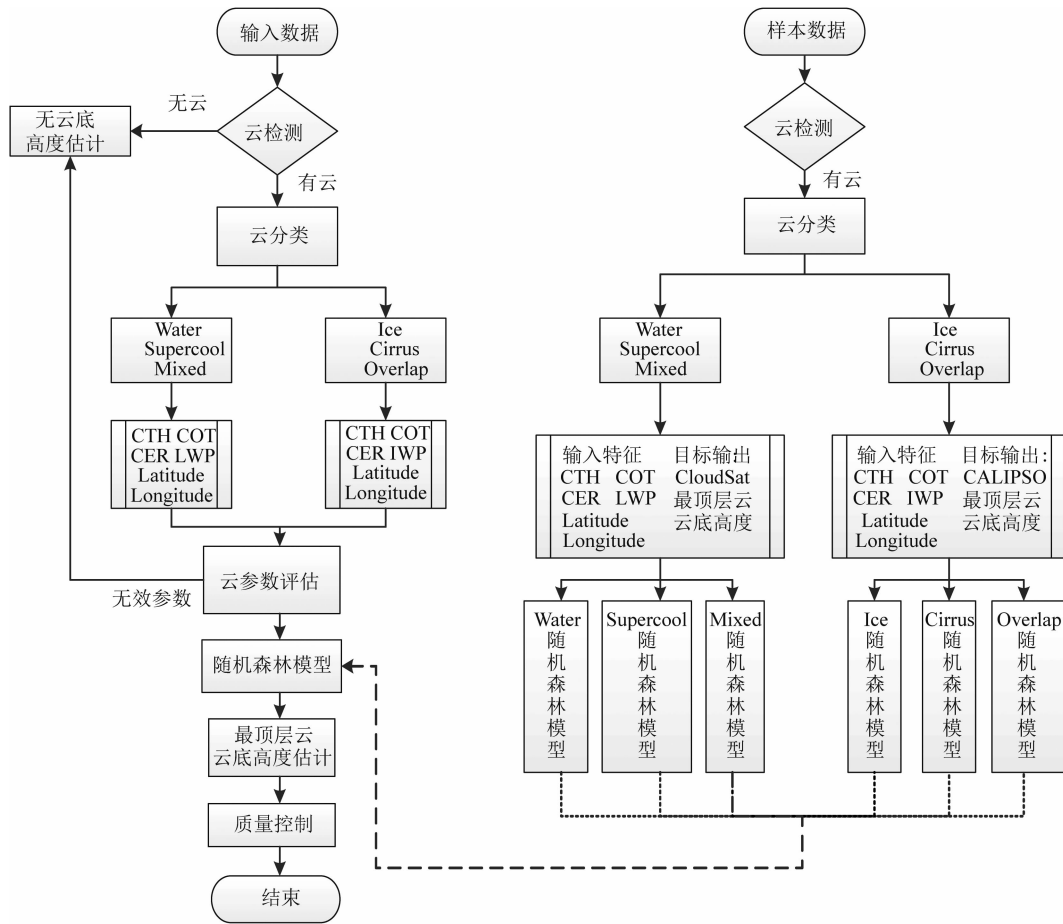 输入数据
云检测
无云
无云底
高度估计
有云
云分类
Water
Supercool
Mixed
Ice
Cirrus
Overlap
CTH COT
CER LWP
Latitude
Longitude
CTH COT
CER IWP
Latitude
Longitude
云参数评估
无效参数
随机森林模型
最顶层云
云底高度估计
质量控制
结束
样本数据
云检测
有云
云分类
Water
Supercool
Mixed
Ice
Cirrus
Overlap
输入特征 目标输出
CTH COT CloudSat
CER LWP 最顶层云
Latitude 云底高度
Longitude
输入特征 目标输出:
CTH COT CALIPSO
CER IWP 最顶层云
Latitude 云底高度
Longitude
Water
随机森林模型
Supercool
随机森林模型
Mixed
随机森林模型
Ice
随机森林模型
Cirrus
随机森林模型
Overlap
随机森林模型